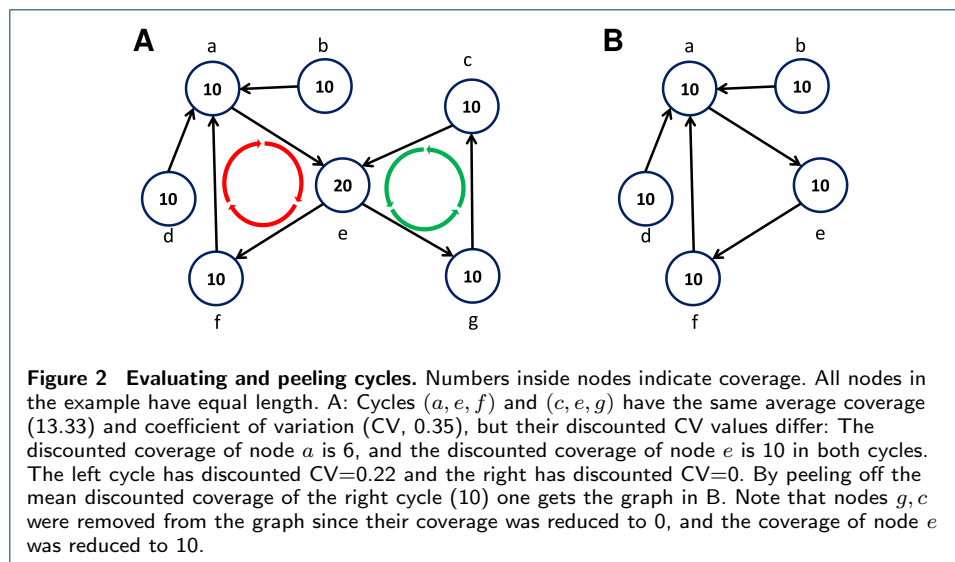 A
B
a
b
c
10
10
10
20
10
d
e
10
f
10
g
a
b
10
10
10
d
10
e
10
f
Figure 2 Evaluating and peeling cycles. Numbers inside nodes indicate coverage. All nodes in
the example have equal length. A: Cycles (a, e, f) and (c, e, g) have the same average coverage
(13.33) and coefficient of variation (CV, 0.35), but their discounted CV values differ: The
discounted coverage of node a is 6, and the discounted coverage of node e is 10 in both cycles.
The left cycle has discounted CV=0.22 and the right has discounted CV=0. By peeling off the
mean discounted coverage of the right cycle (10) one gets the graph in B. Note that nodes g, c
were removed from the graph since their coverage was reduced to 0, and the coverage of node e
was reduced to 10.